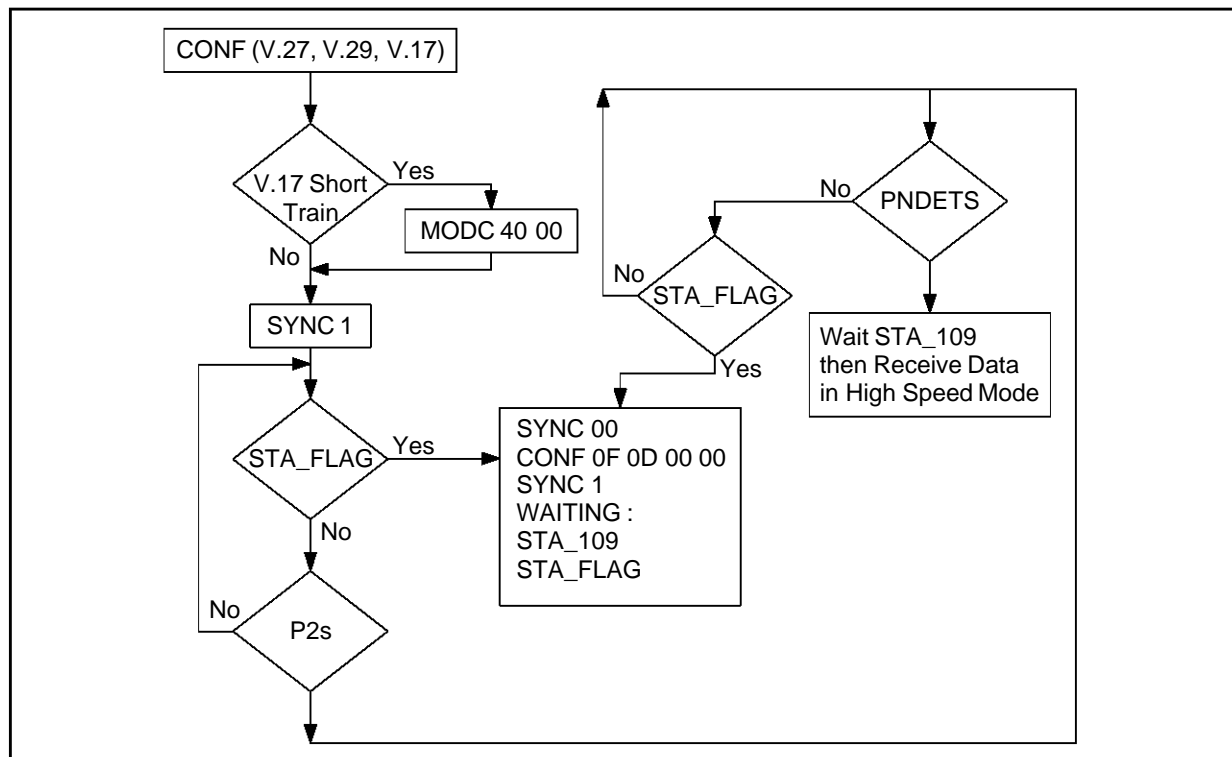 CONF (V.27, V.29, V.17)
V.17 Short
Train
Yes
MODC 40 00
No
SYNC 1
STA_FLAG
Yes
No
P2s
No
PNDETS
No
STA_FLAG
No
Yes
Wait STA_109
then Receive Data
in High Speed Mode
SYNC 00
CONF 0F 0D 00 00
SYNC 1
WAITING :
STA_109
STA_FLAG